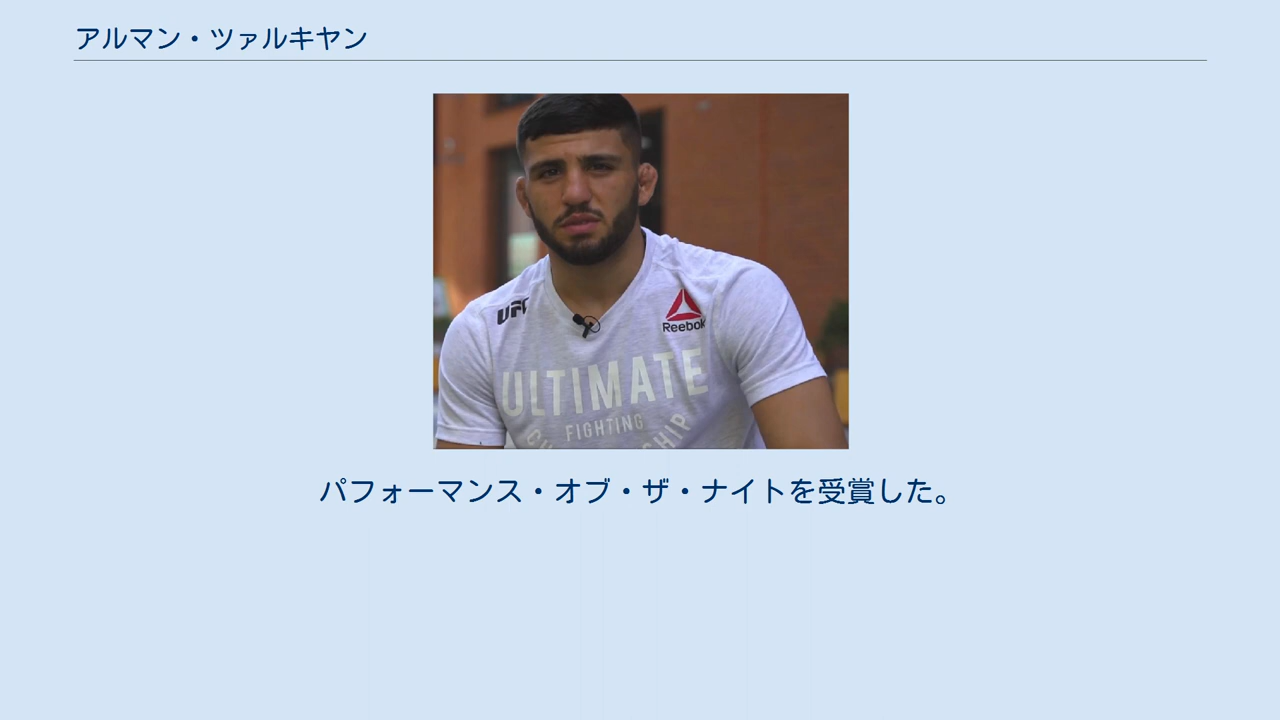 アルマン・ツァルキヤン
UFC
Reebok
ULTIMATE
FIGHTING
パフォーマンス・オブ・ザ・ナイトを受賞した。